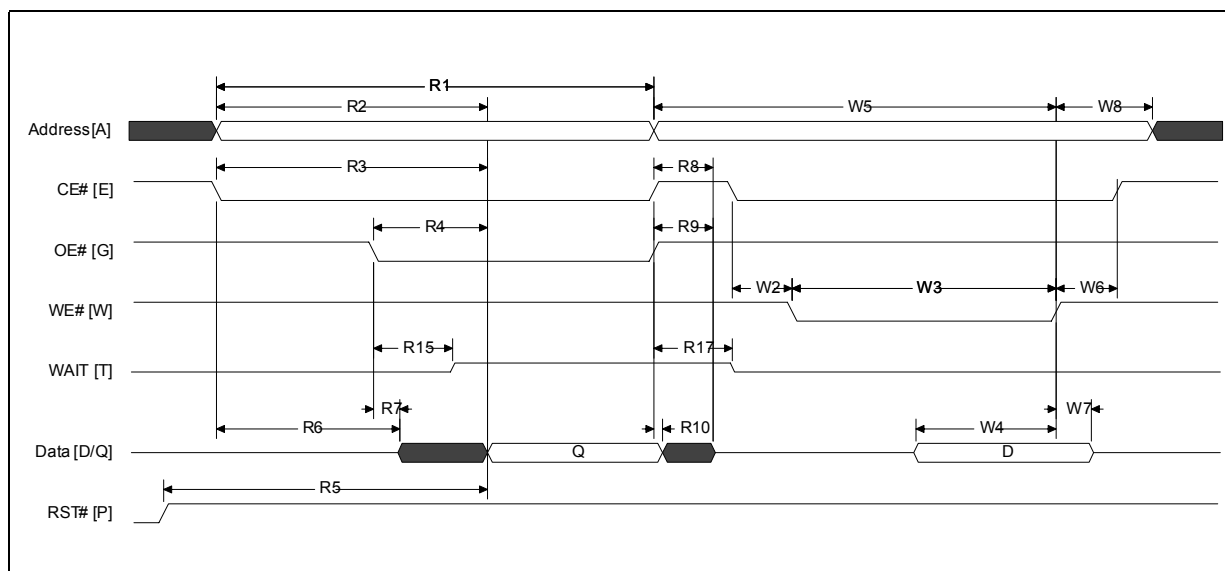 R1
R2 W5 W8
Address [A]
R3 R8
CE# [E]
R4 R9
OE# [G]
W2 W3 W6
WE# [W]
R15 R17
WAIT [T]
R7 W7
R6 R10 W4
Data [D/Q] Q D
R5
RST# [P]